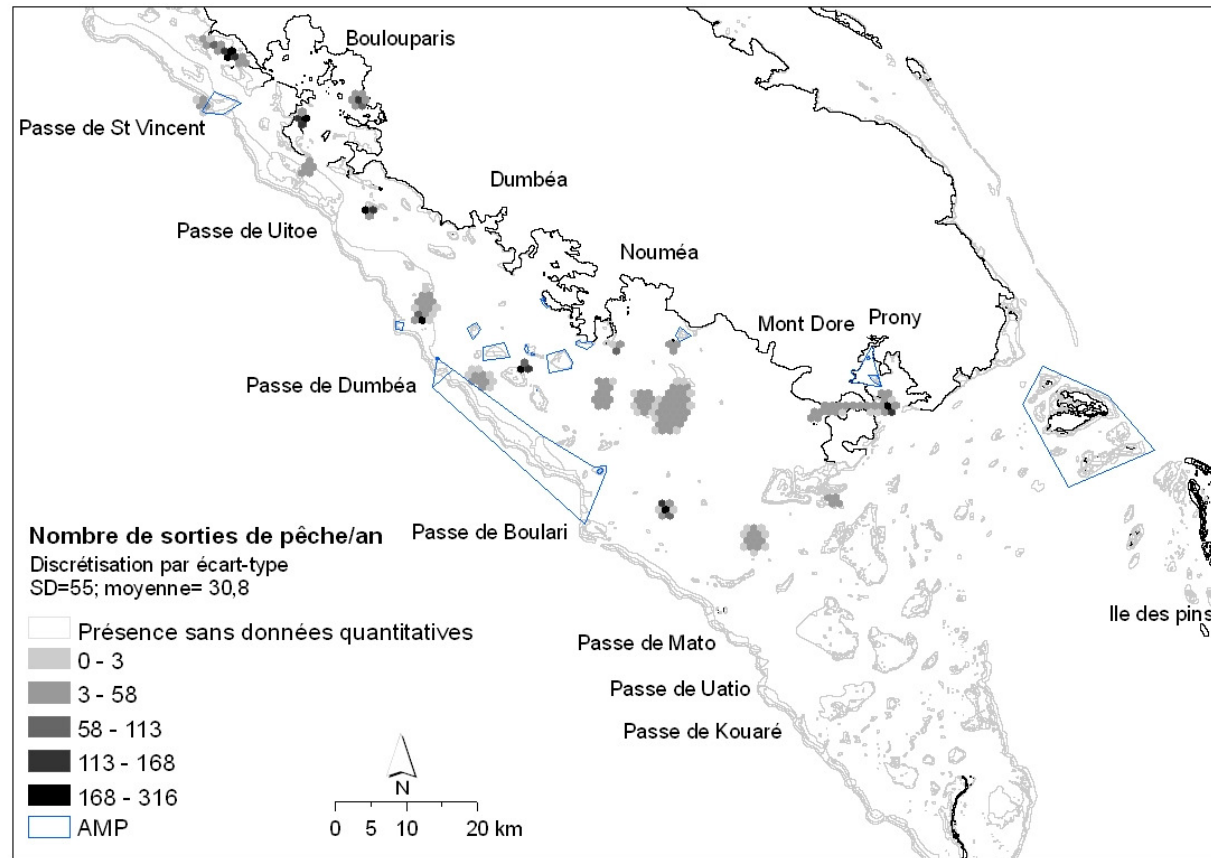 Boulouparis
Passe de St Vincent
Dumbéa
Passe de Uitoe
Nouméa
Mont Dore
Prony
Passe de Dumbéa
Passe de Boulari
Ile des pins
Passe de Mato
Passe de Uatio
Passe de Kouaré
Nombre de sorties de pêche/an
Discrétisation par écart-type
SD=55; moyenne= 30,8
Présence sans données quantitatives
0 - 3
3 - 58
58 - 113
113 - 168
168 - 316
AMP
N
0 5 10 20 km